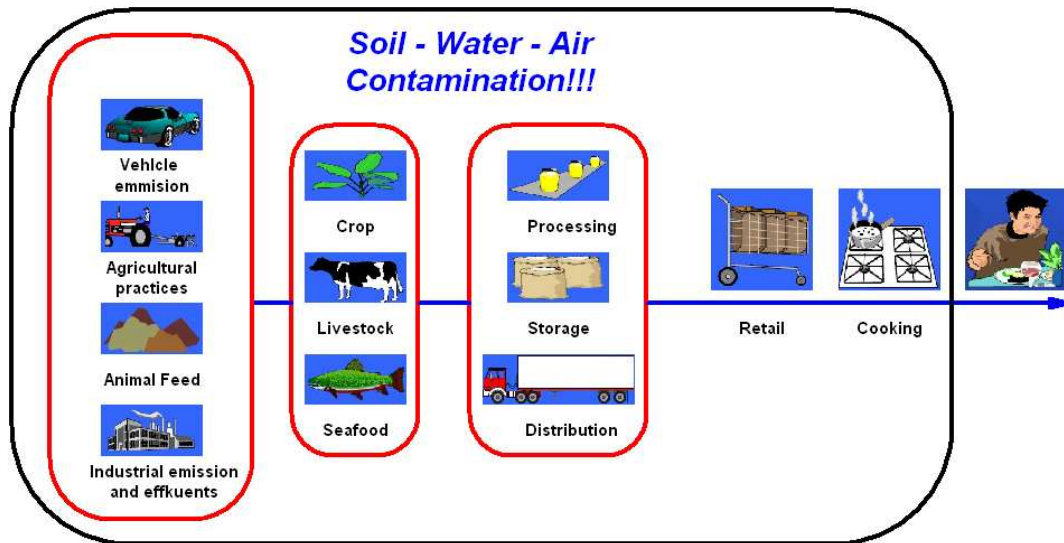 Soil - Water - Air
Contamination!!!
Vehlcle
emmision
Agricultural
practices
Animal Feed
Industrial emission
and effkuents
Crop
Livestock
Seafood
Processing
Storage
Distribution
Retail
Cooking